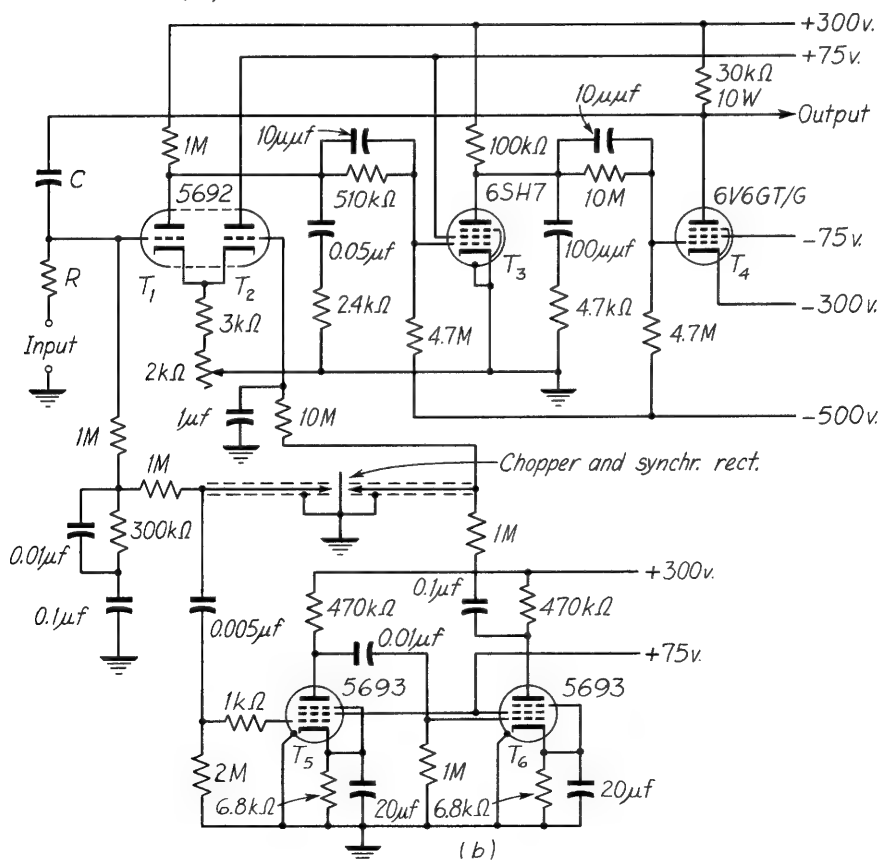 +300v.
+75v.
30kΩ
10W
Output
10μμf
10μμf
1M
100kΩ
C
5692
510kΩ
6SH7
10M
6V6GT/G
0.05μf
100μμf
-75v.
R
T1
T2
T3
T4
3kΩ
2.4kΩ
4.7M
4.7kΩ
4.7M
-300v.
Input
2kΩ
1μf
10M
-500v.
1M
1M
Chopper and synchr. rect.
0.01μf
300kΩ
1M
+300v.
0.1μf
0.005μf
470kΩ
0.1μf
470kΩ
0.01μf
+75v.
5693
5693
1kΩ
T5
T6
2M
1M
6.8kΩ
20μf
6.8kΩ
20μf
(b)